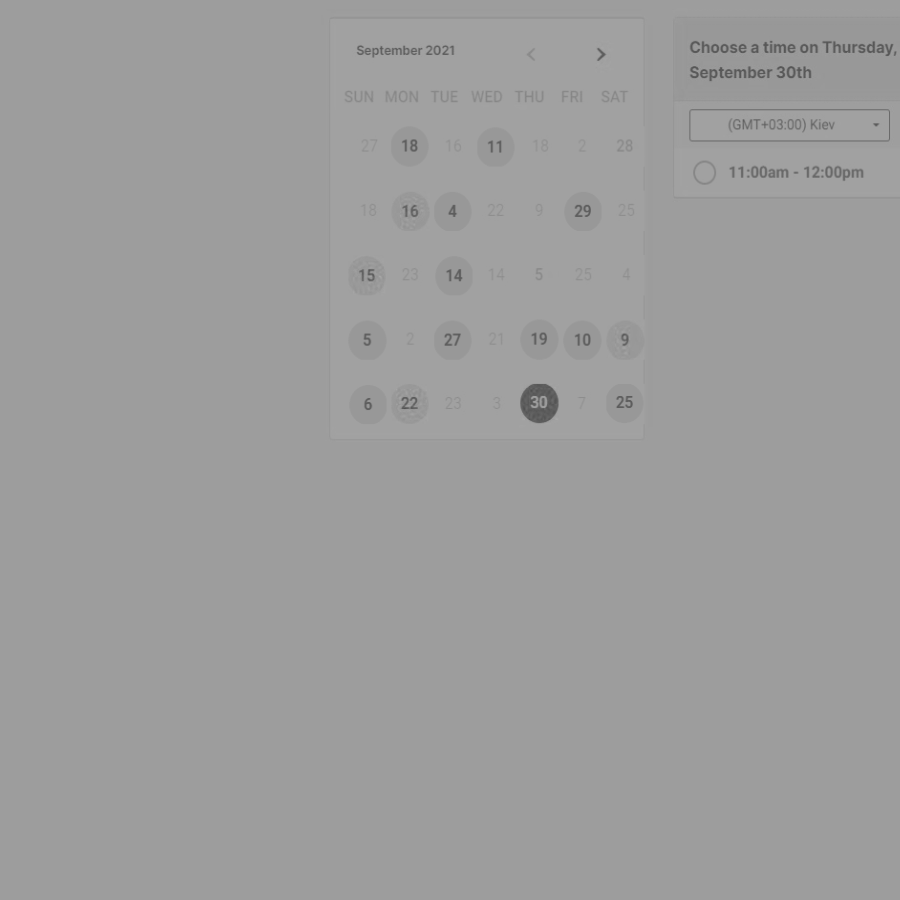 September 2021
SUN MON TUE WED THU FRI SAT
27 18 16 11 18 2 28
18 16 4 22 9 29 25
15 23 14 14 5 25 4
5 2 27 21 19 10 9
6 22 23 3 30 7 25
Choose a time on Thursday,
September 30th
(GMT+03:00) Kiev
11:00am - 12:00pm